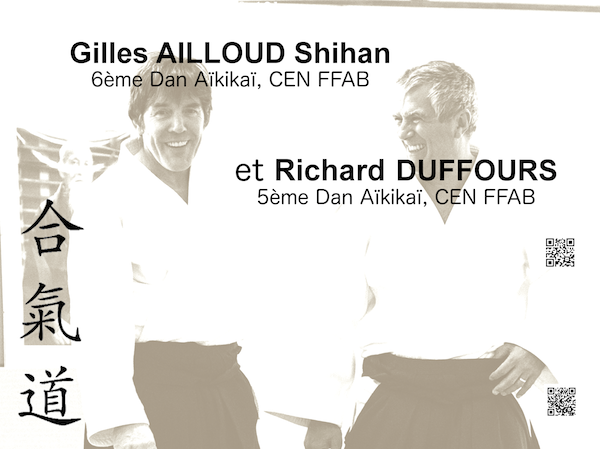 Gilles AILLOUD Shihan
6ème Dan Aïkikaï, CEN FFAB
et Richard DUFFOURS
5ème Dan Aïkikaï, CEN FFAB
合
氣
道